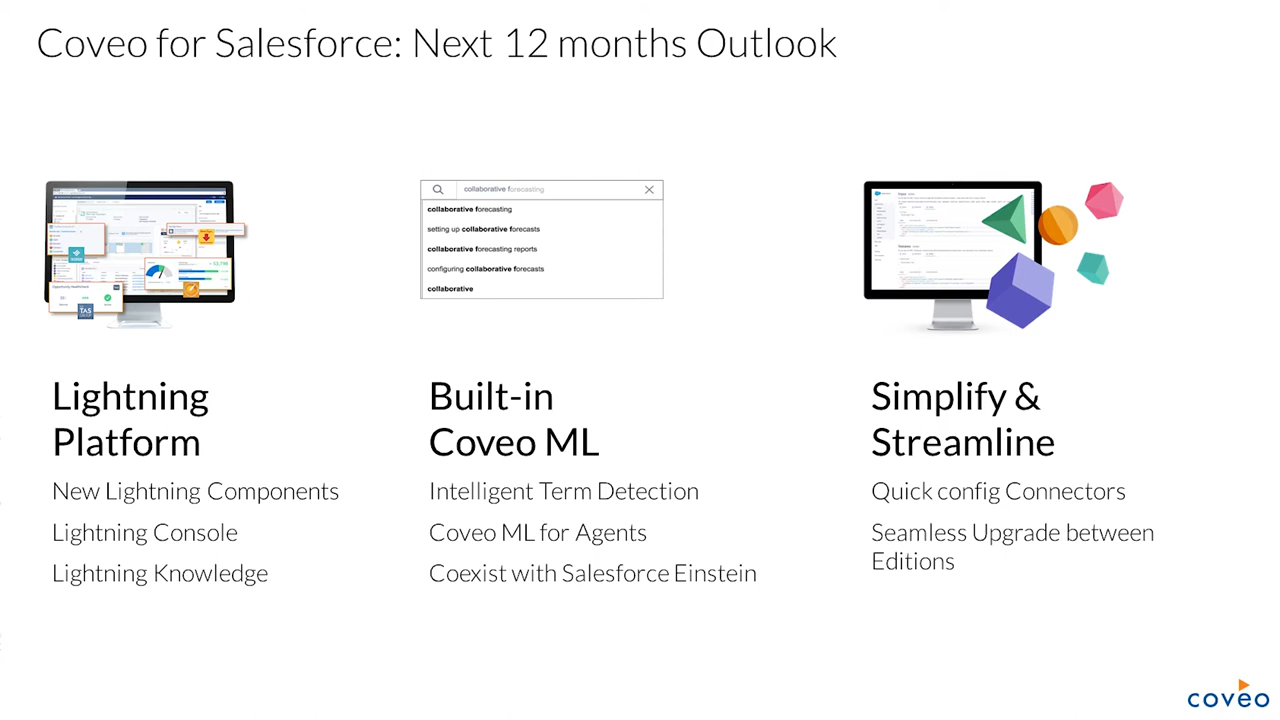 Coveo for Salesforce: Next 12 months Outlook
collaborative forecasting
collaborative forecasting
setting up collaborative forecasts
collaborative forecasting reports
configuring collaborative forecasts
collaborative
TAS
Lightning
Platform
New Lightning Components
Lightning Console
Lightning Knowledge
Built-in
Coveo ML
Intelligent Term Detection
Coveo ML for Agents
Coexist with Salesforce Einstein
Simplify &
Streamline
Quick config Connectors
Seamless Upgrade between
Editions
coveo